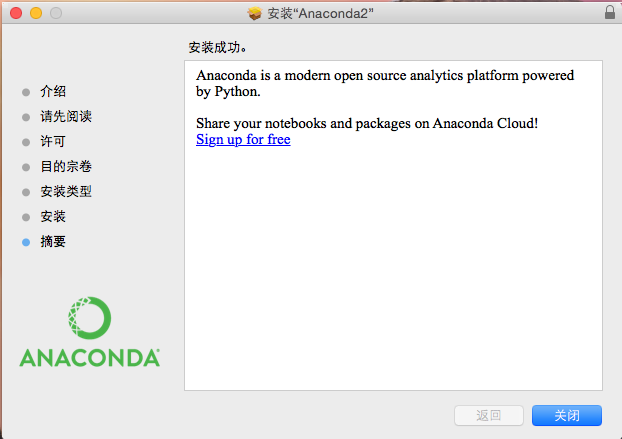 安装“Anaconda2”
安装成功。
介绍
请先阅读
许可
目的宗卷
安装类型
安装
摘要
Anaconda is a modern open source analytics platform powered
by Python.
Share your notebooks and packages on Anaconda Cloud!
Sign up for free
ANACONDA
返回
关闭